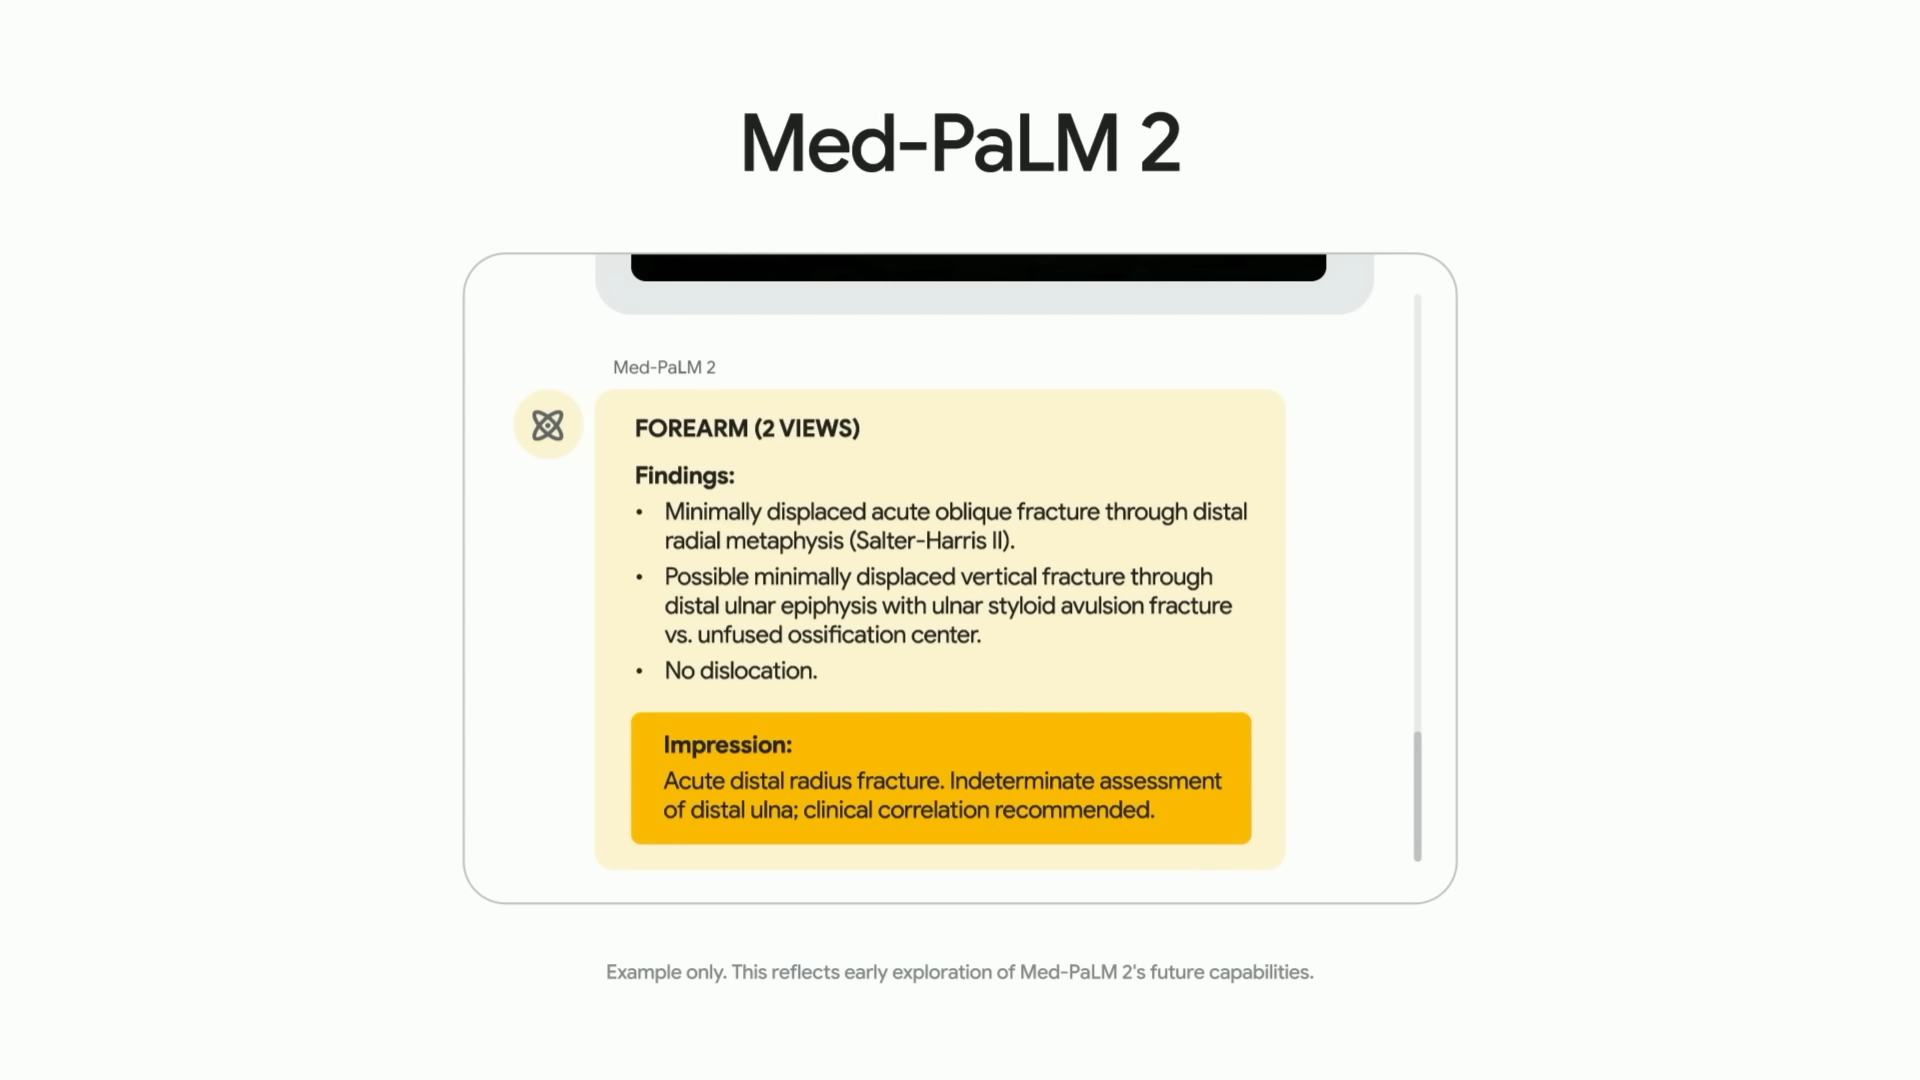 Med-PaLM 2
Med-PaLM 2
FOREARM (2 VIEWS)
Findings:
• Minimally displaced acute oblique fracture through distal
radial metaphysis (Salter-Harris II).
• Possible minimally displaced vertical fracture through
distal ulnar epiphysis with ulnar styloid avulsion fracture
vs. unfused ossification center.
• No dislocation.
Impression:
Acute distal radius fracture. Indeterminate assessment
of distal ulna; clinical correlation recommended.
Example only. This reflects early exploration of Med-PaLM 2's future capabilities.